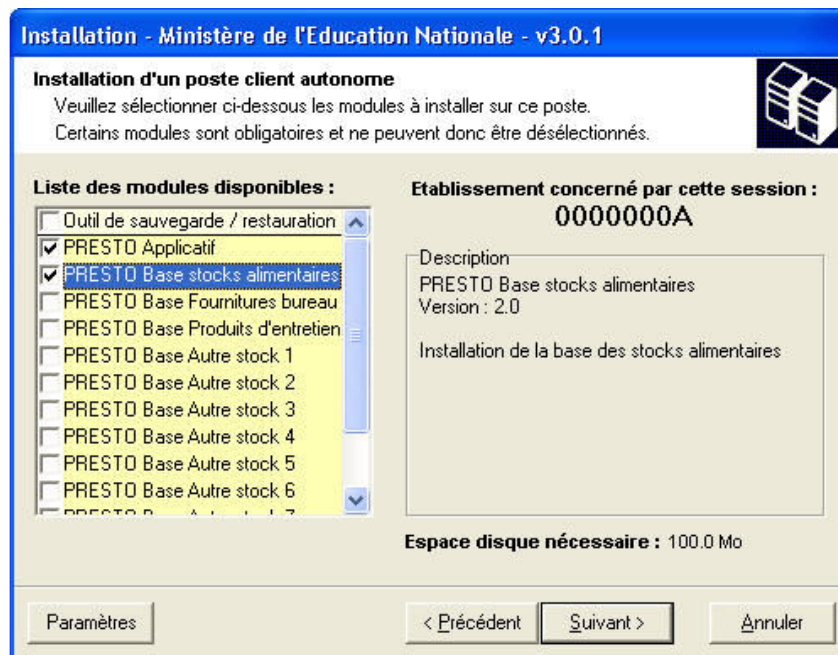 Installation - Ministère de l'Education Nationale - v3.0.1
Installation d'un poste client autonome
Veuillez sélectionner ci-dessous les modules à installer sur ce poste.
Certains modules sont obligatoires et ne peuvent donc être désélectionnés.
Liste des modules disponibles :
Outil de sauvegarde / restauration
PRESTO Applicatif
PRESTO Base stocks alimentaires
PRESTO Base Fournitures bureau
PRESTO Base Produits d'entretien
PRESTO Base Autre stock 1
PRESTO Base Autre stock 2
PRESTO Base Autre stock 3
PRESTO Base Autre stock 4
PRESTO Base Autre stock 5
PRESTO Base Autre stock 6
Etablissement concerné par cette session :
0000000A
Description
PRESTO Base stocks alimentaires
Version : 2.0
Installation de la base des stocks alimentaires
Espace disque nécessaire : 100.0 Mo
Paramètres
< Précédent
Suivant >
Annuler